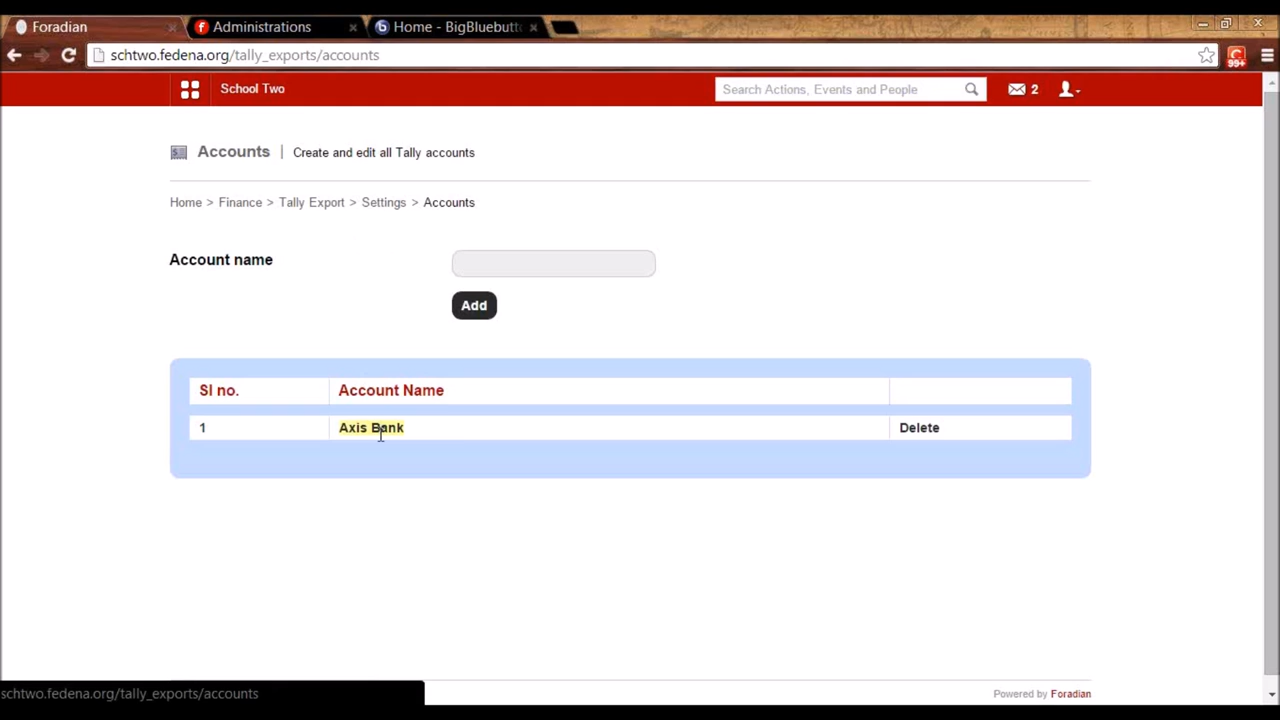 Foradian
Administrations
Home - BigBluebutt
schtwo.fedena.org/tally_exports/accounts
99+
School Two
Search Actions, Events and People
2
Accounts | Create and edit all Tally accounts
Home > Finance > Tally Export > Settings > Accounts
Account name
Add
Sl no. Account Name
1 Axis Bank Delete
schtwo.fedena.org/tally_exports/accounts
Powered by Foradian